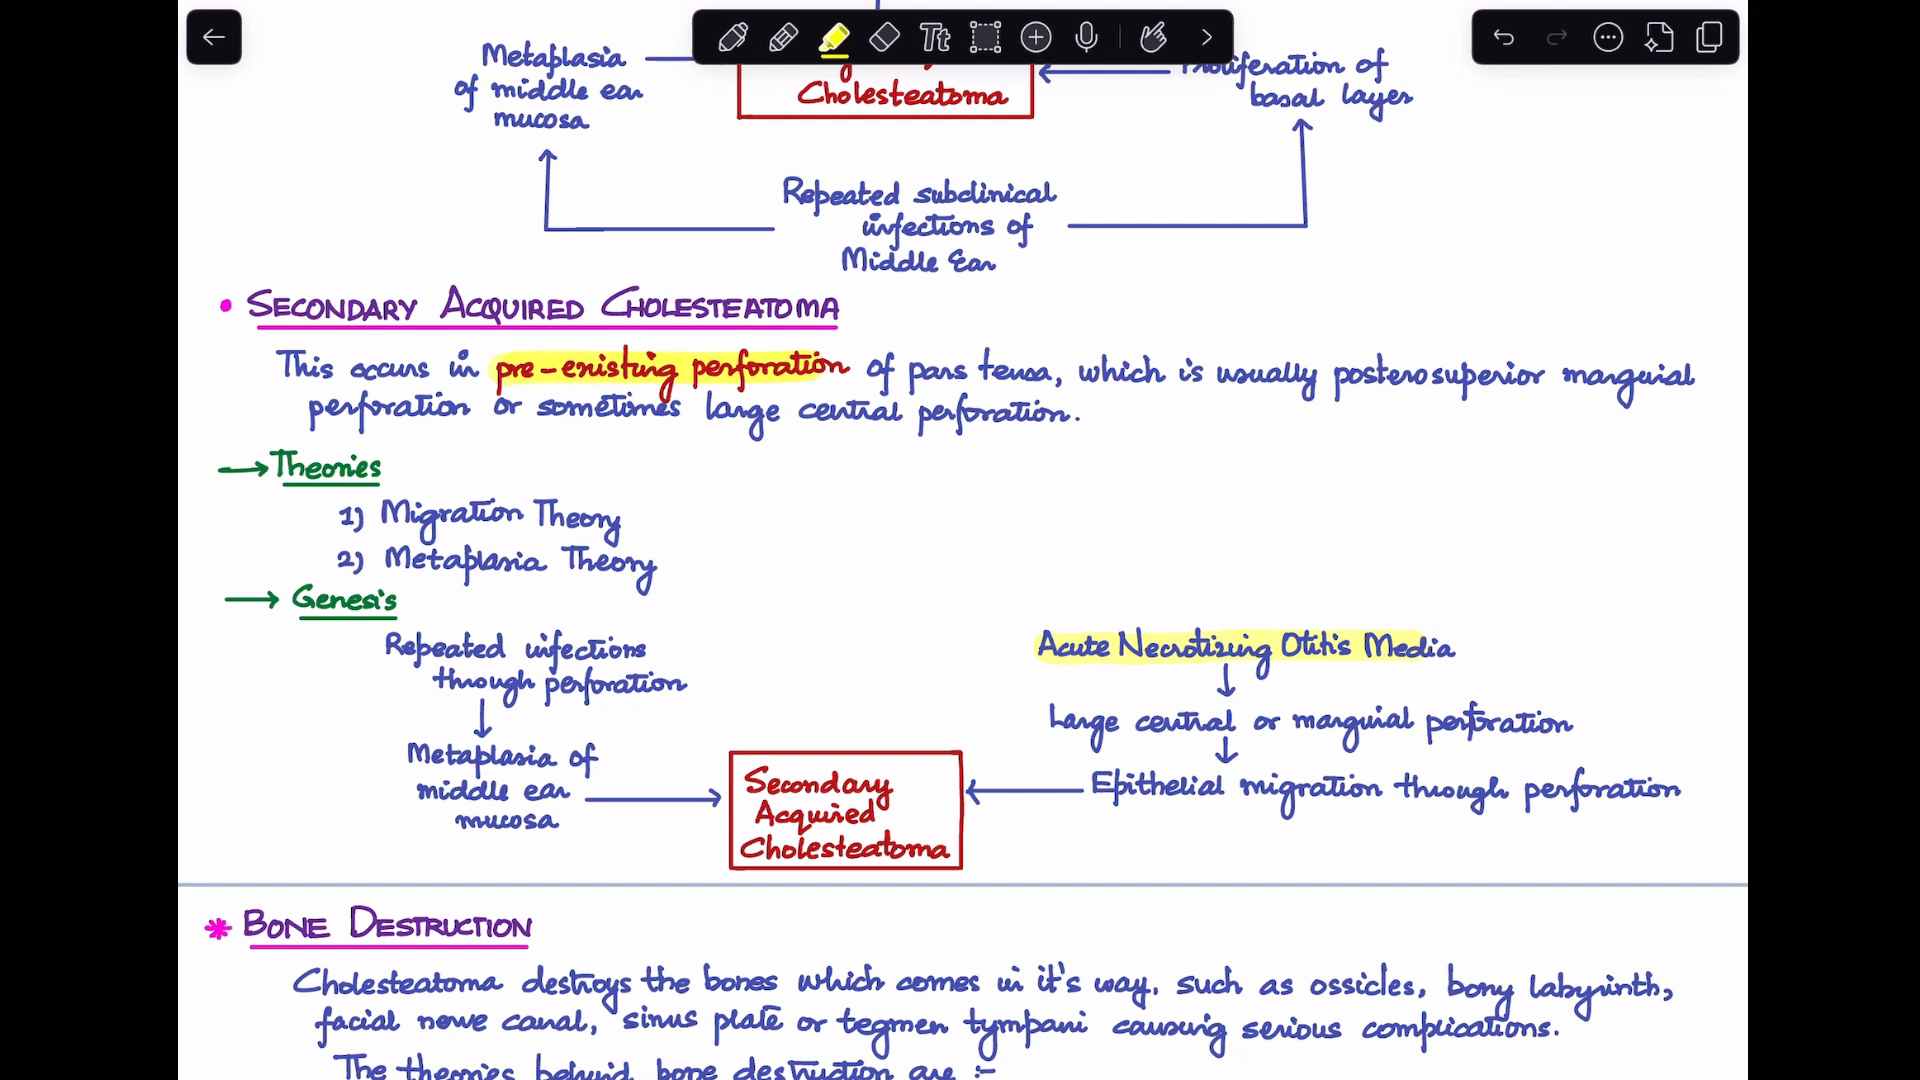 Tt
Metaplasia
of middle ear
mucosa
Cholesteatoma
Proliferation of
basal layer
Repeated subclinical
infections of
Middle Ear
• SECONDARY ACQUIRED CHOLESTEATOMA
This occurs in pre-existing perforation of pars tensa, which is usually posterosuperior marginal
perforation or sometimes large central perforation.
→ Theories
1) Migration Theory
2) Metaplasia Theory
→ Genesis
Repeated infections
through perforation
Metaplasia of
middle ear
mucosa
Secondary
Acquired
Cholesteatoma
Acute Necrotizing Otitis Media
Large central or marginal perforation
Epithelial migration through perforation
* BONE DESTRUCTION
Cholesteatoma destroys the bones which comes in it's way, such as ossicles, bony labyrinth,
facial nerve canal, sinus plate or tegmen tympani causing serious complications.
The theories behind bone destruction are :-